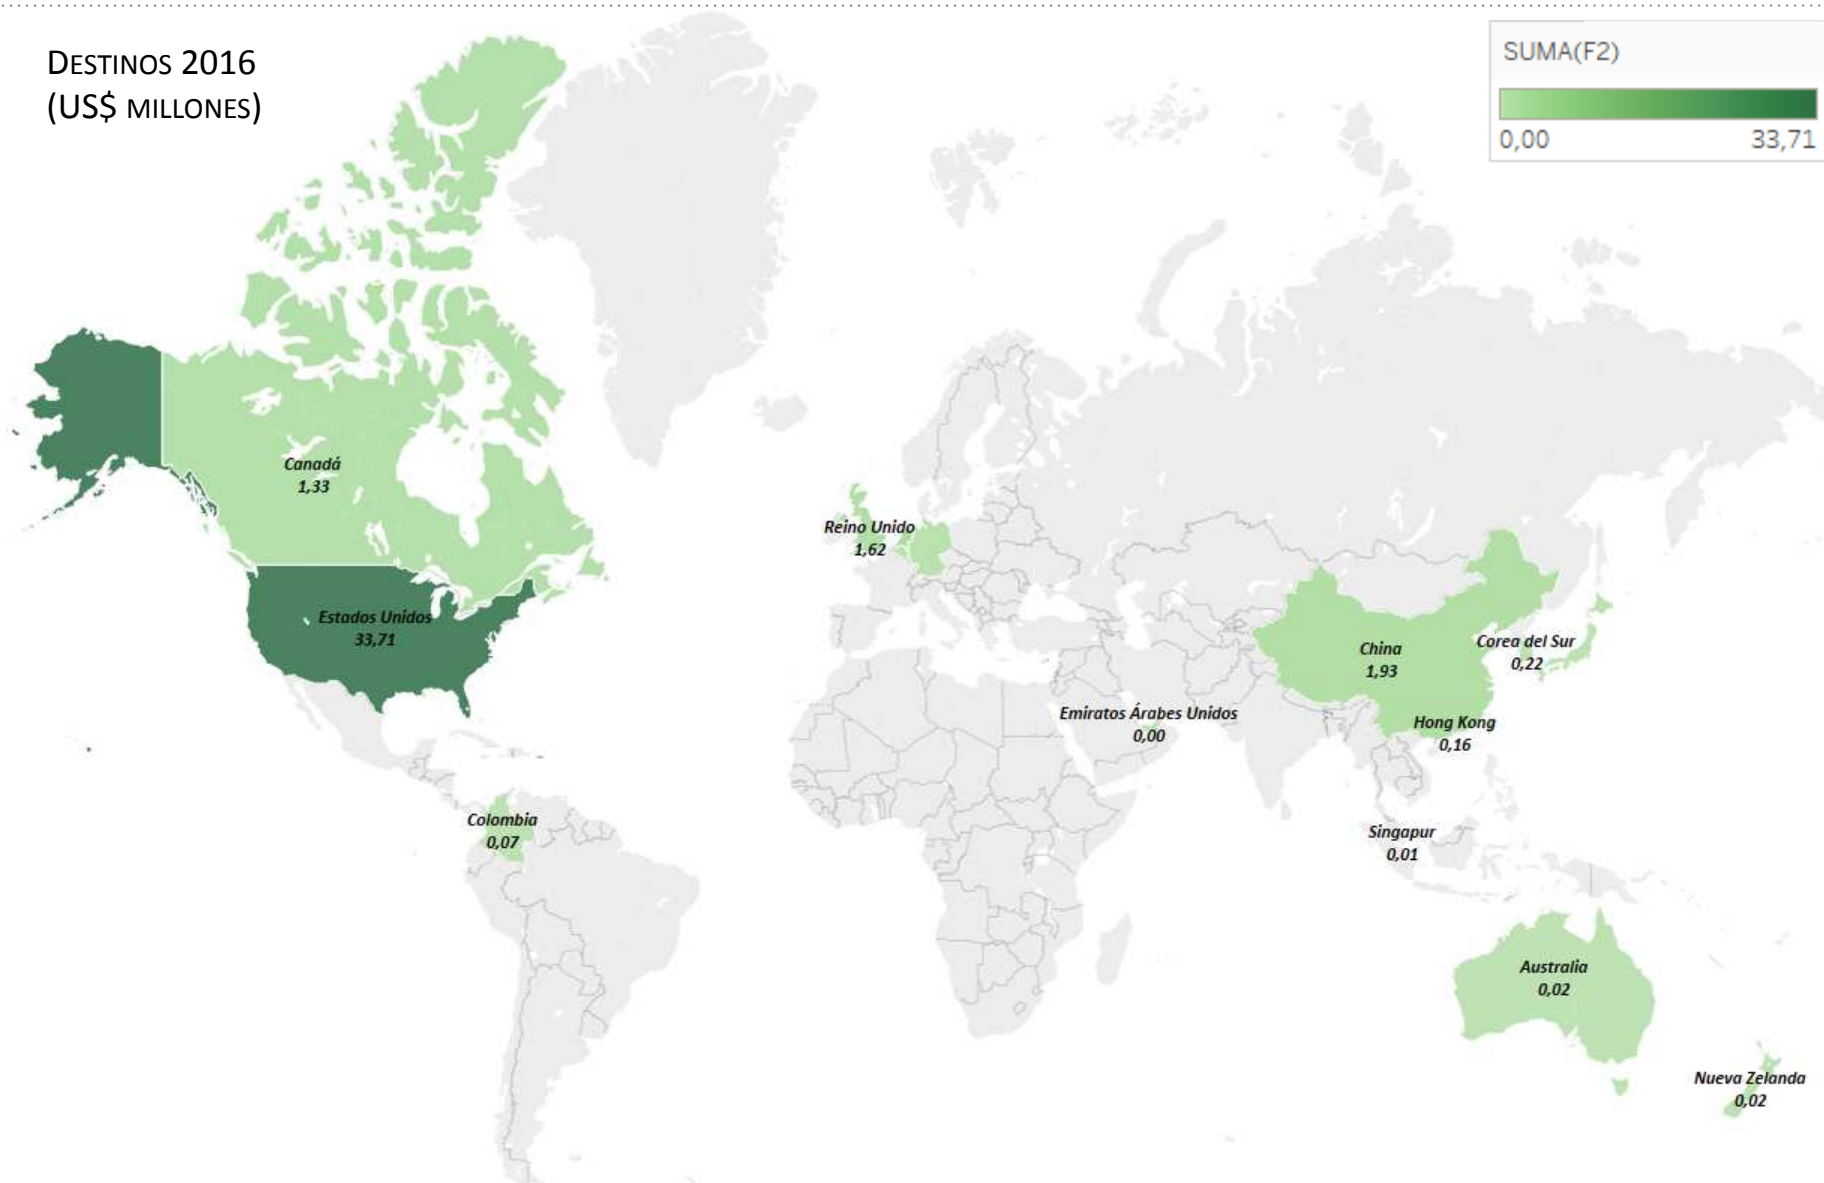 DESTINOS 2016
(US$ MILLONES)
SUMA(F2)
0,00 33,71
Canadá
1,33
Reino Unido
1,62
Estados Unidos
33,71
China
1,93
Corea del Sur
0,22
Emiratos Árabes Unidos
0,00
Hong Kong
0,16
Colombia
0,07
Singapur
0,01
Australia
0,02
Nueva Zelanda
0,02